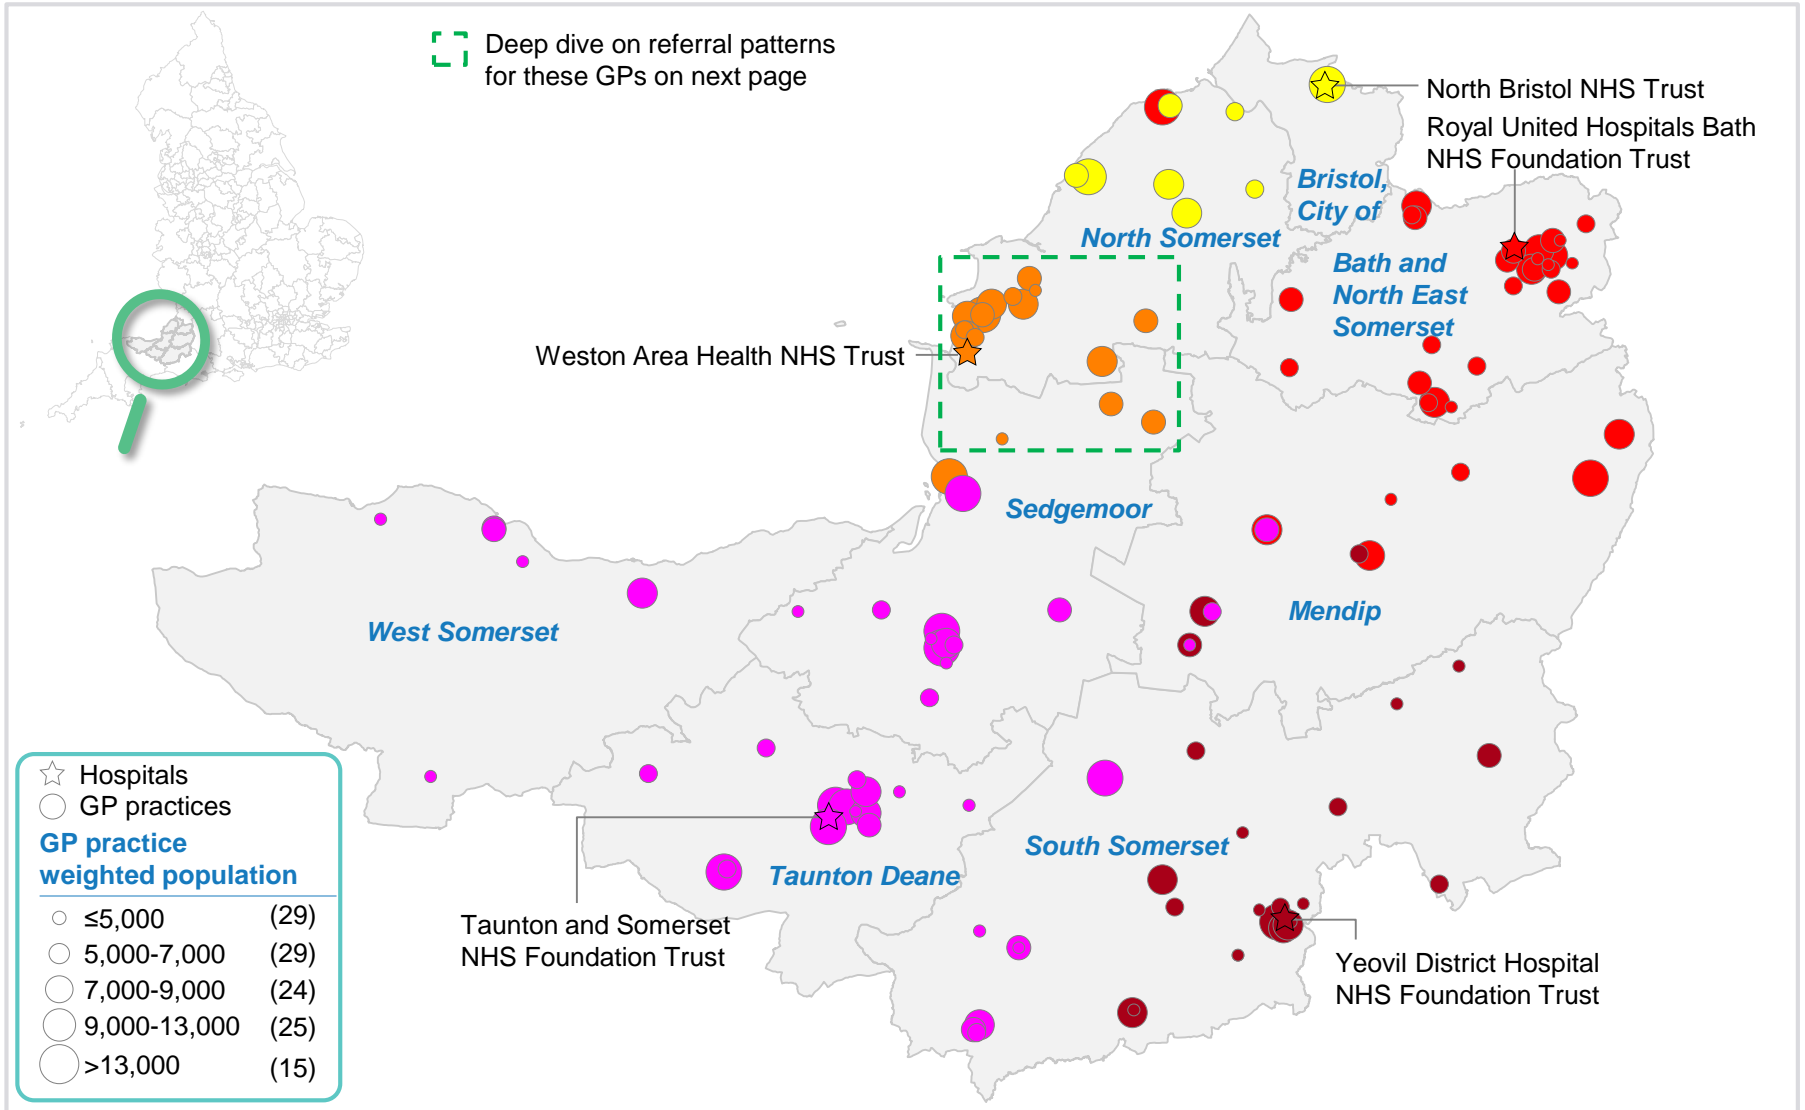 Deep dive on referral patterns
for these GPs on next page
North Bristol NHS Trust
Royal United Hospitals Bath
NHS Foundation Trust
Bristol,
City of
North Somerset
Bath and
North East
Somerset
Weston Area Health NHS Trust
Sedgemoor
West Somerset
Mendip
South Somerset
Taunton Deane
Taunton and Somerset
NHS Foundation Trust
Yeovil District Hospital
NHS Foundation Trust
Hospitals
GP practices
GP practice
weighted population
≤5,000 (29)
5,000-7,000 (29)
7,000-9,000 (24)
9,000-13,000 (25)
>13,000 (15)